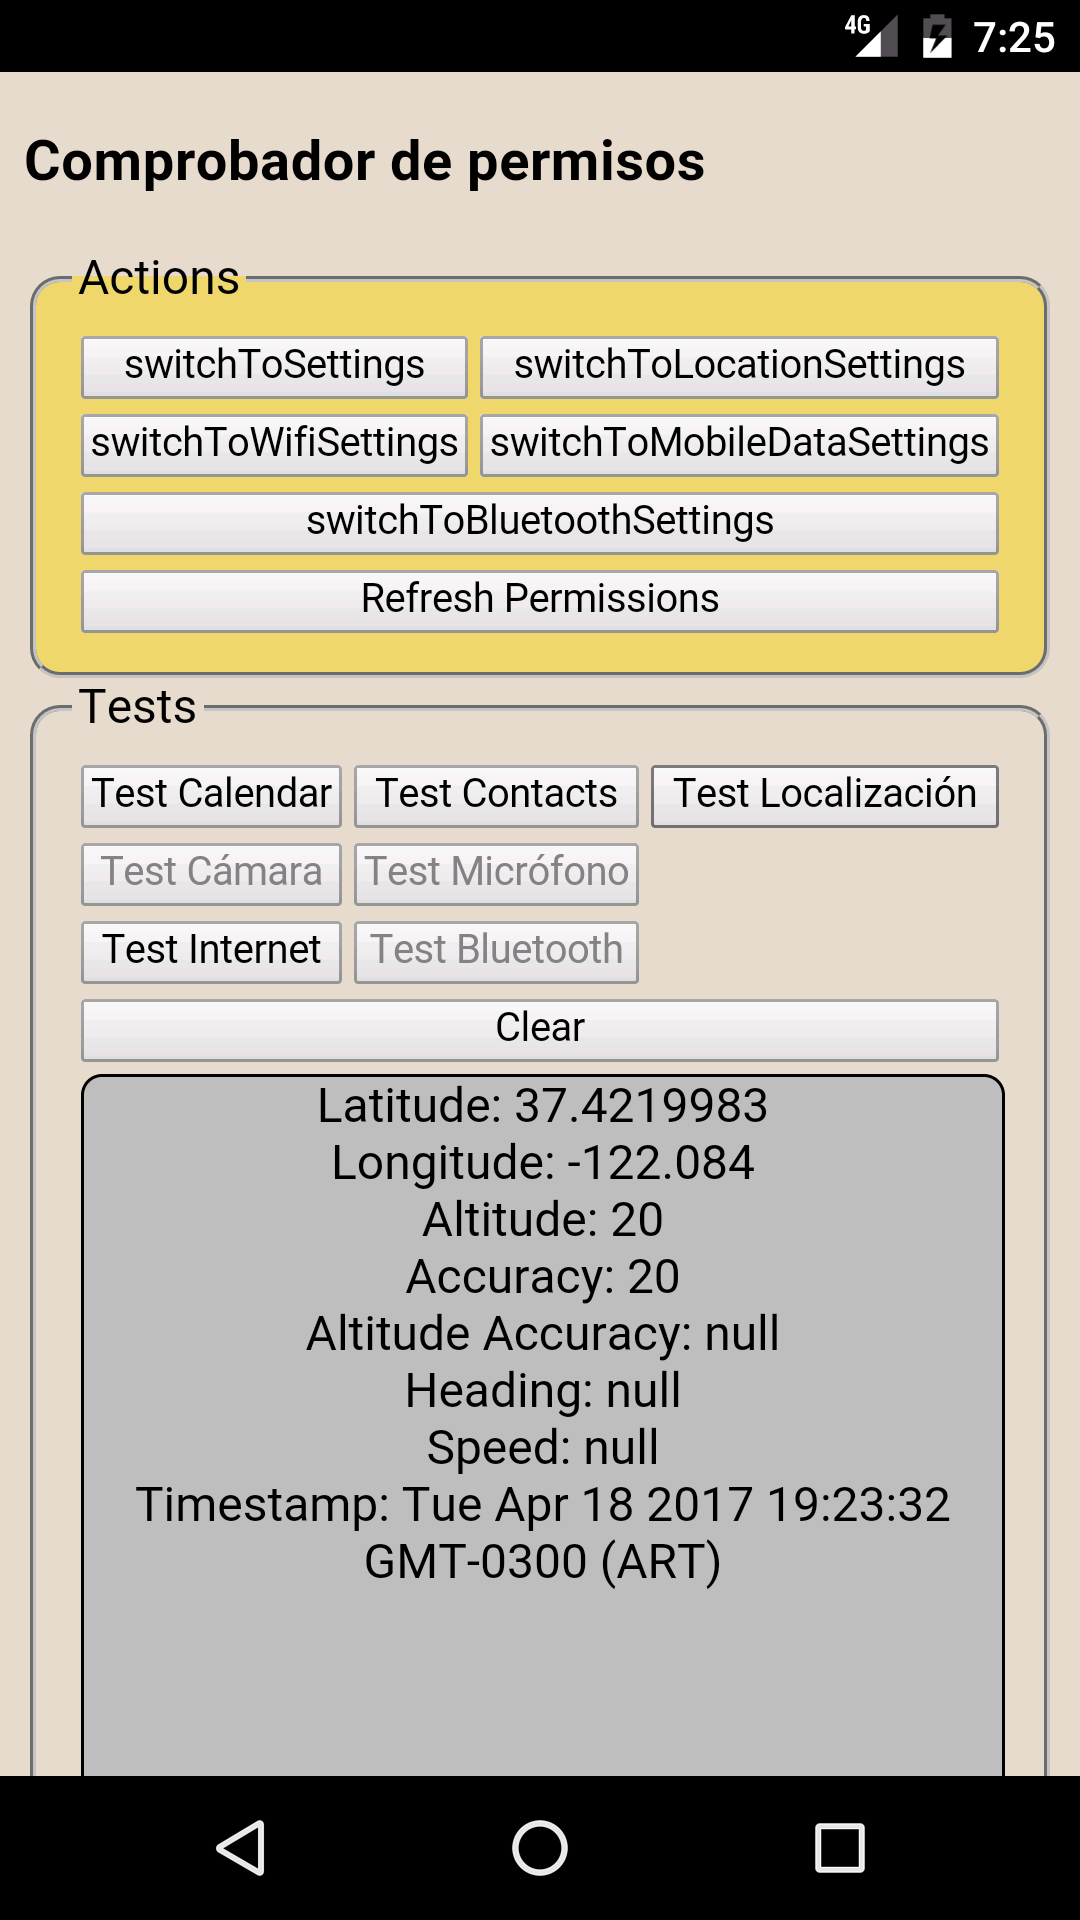 4G 7:25
Comprobador de permisos
Actions
switchToSettings switchToLocationSettings
switchToWifiSettings switchToMobileDataSettings
switchToBluetoothSettings
Refresh Permissions
Tests
Test Calendar Test Contacts Test Localización
Test Cámara Test Micrófono
Test Internet Test Bluetooth
Clear
Latitude: 37.4219983
Longitude: -122.084
Altitude: 20
Accuracy: 20
Altitude Accuracy: null
Heading: null
Speed: null
Timestamp: Tue Apr 18 2017 19:23:32
GMT-0300 (ART)